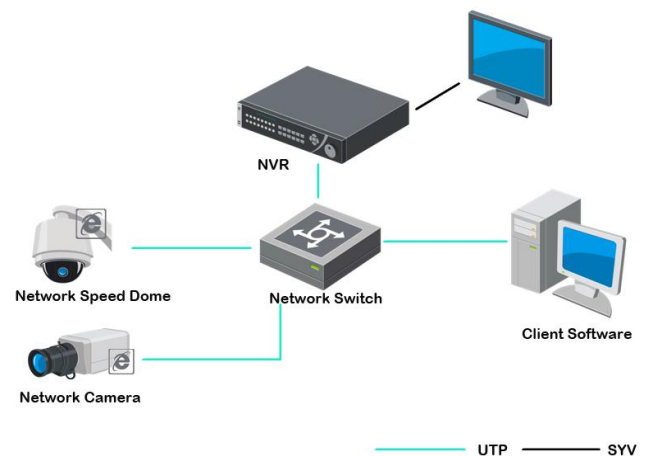 NVR
Network Speed Dome
Network Switch
Client Software
Network Camera
UTP
SYV